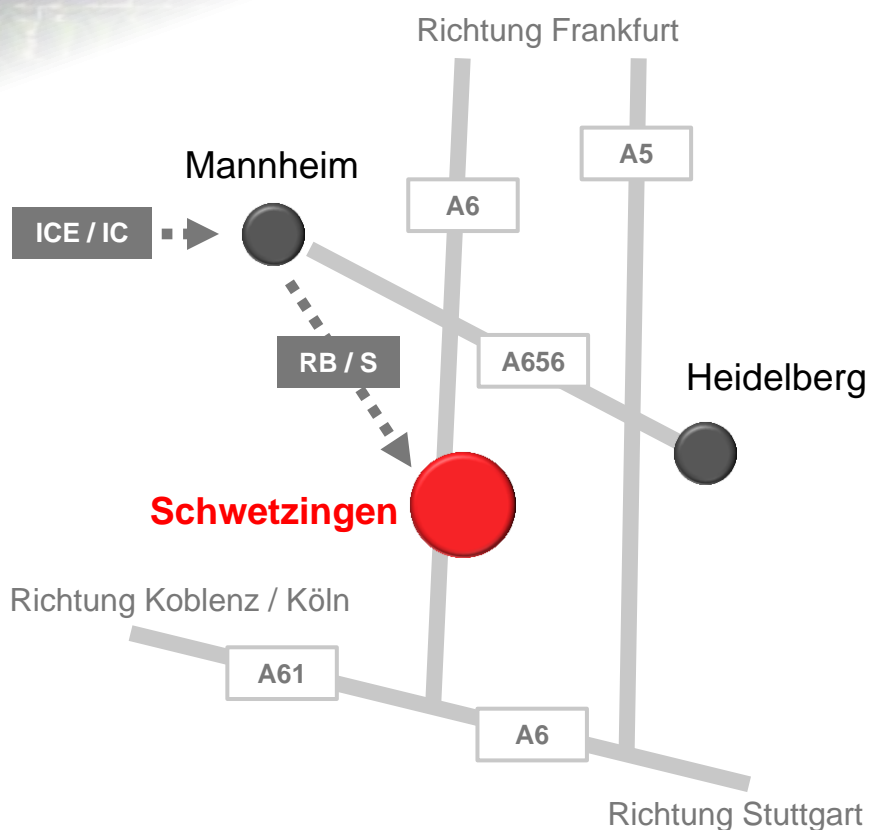 Richtung Frankfurt
A5
Mannheim
A6
ICE / IC
RB / S
A656
Heidelberg
Schwetzingen
Richtung Koblenz / Köln
A61
A6
Richtung Stuttgart